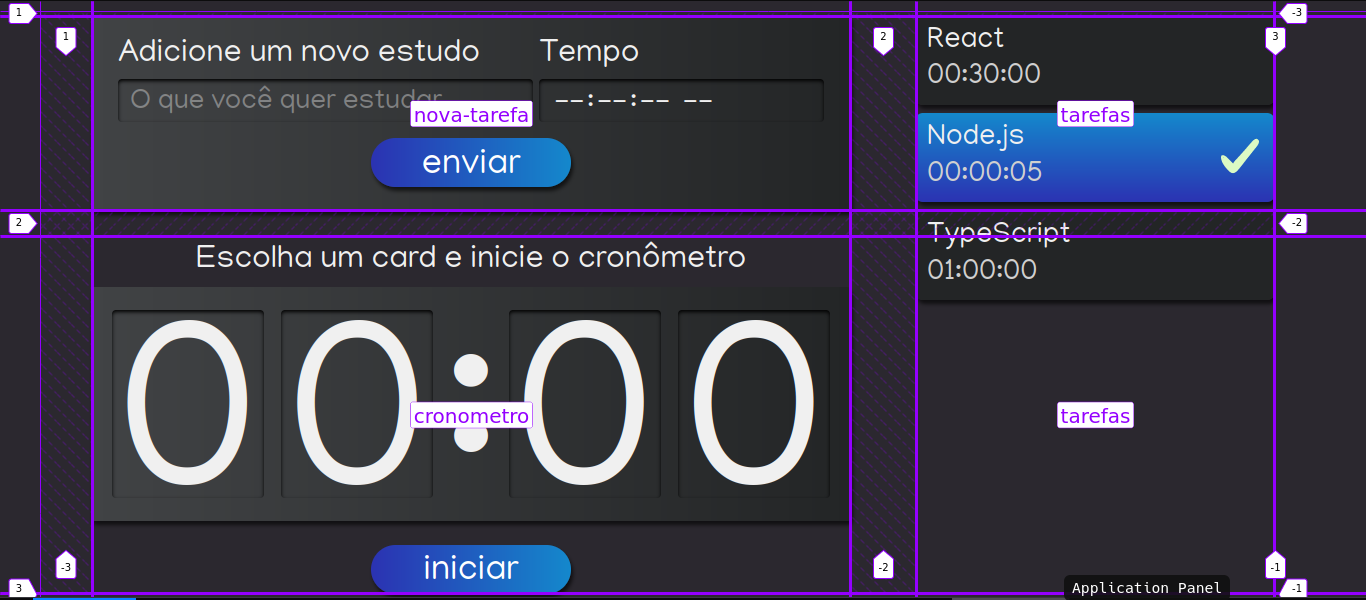 1
-3
1
2
3
Adicione um novo estudo
Tempo
O que você quer estudar
--:--:-- --
nova-tarefa
enviar
React
00:30:00
tarefas
Node.js
00:00:05
2
-2
TypeScript
01:00:00
Escolha um card e inicie o cronômetro
00:00
cronometro
tarefas
iniciar
-3
-2
-1
3
-1
Application Panel